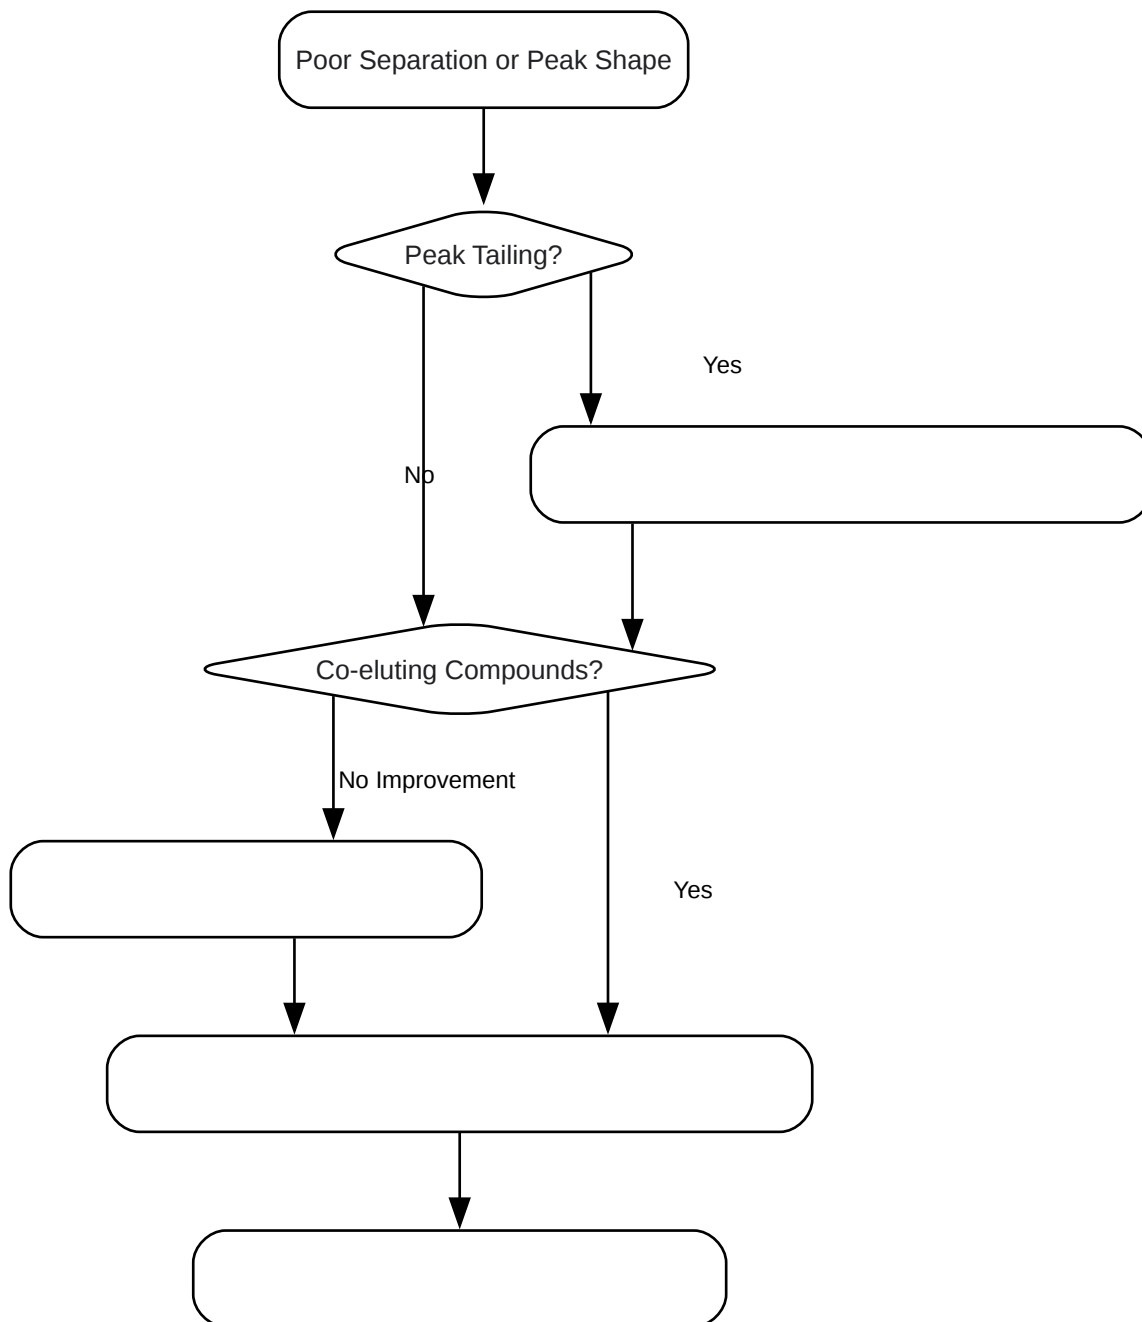 Poor Separation or Peak Shape
Peak Tailing?
Yes
No
Co-eluting Compounds?
No Improvement
Yes